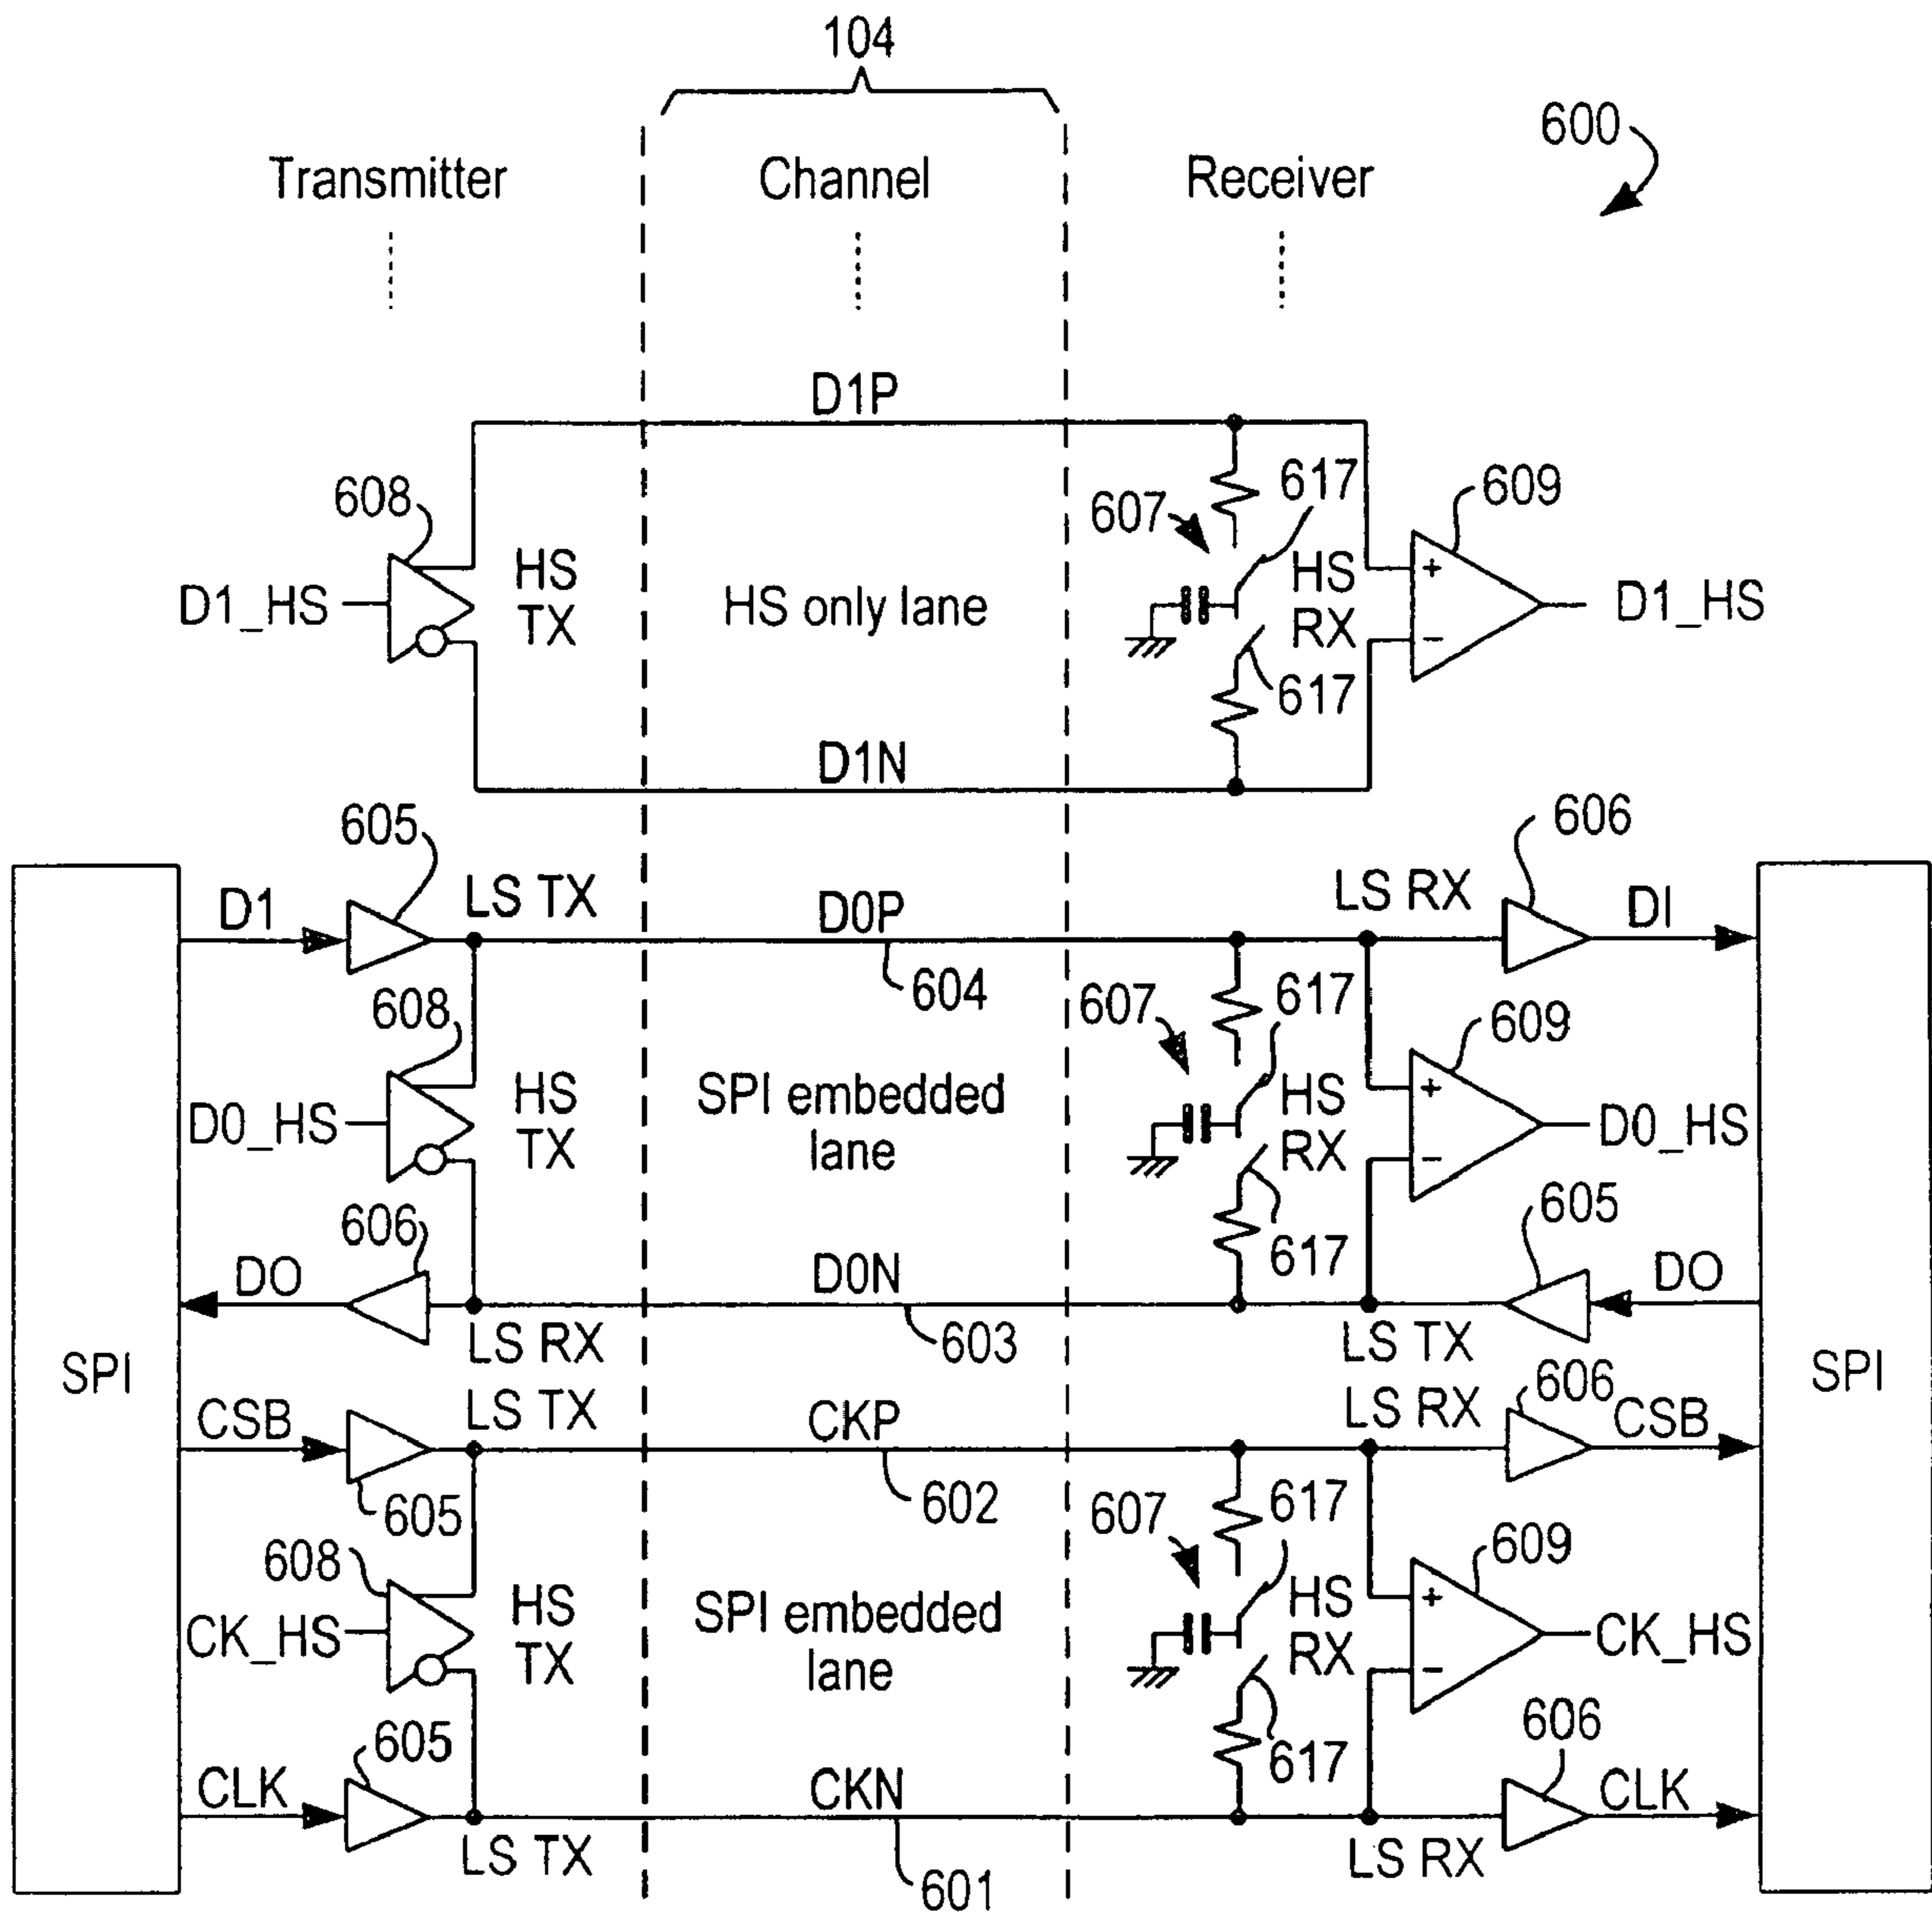 104
600
Transmitter
Channel
Receiver
D1P
608
617
609
607
D1_HS
HS
TX
HS only lane
HS
RX
+
−
D1_HS
617
D1N
605
606
D1
LS TX
D0P
LS RX
DI
604
608
607
617
609
D0_HS
HS
TX
SPI embedded
lane
HS
RX
+
−
D0_HS
606
605
617
DO
D0N
DO
LS RX
603
LS TX
SPI
SPI
CSB
LS TX
CKP
LS RX
606
CSB
605
602
607
617
608
609
CK_HS
HS
TX
SPI embedded
lane
HS
RX
+
−
CK_HS
605
617
606
CLK
CKN
CLK
LS TX
601
LS RX